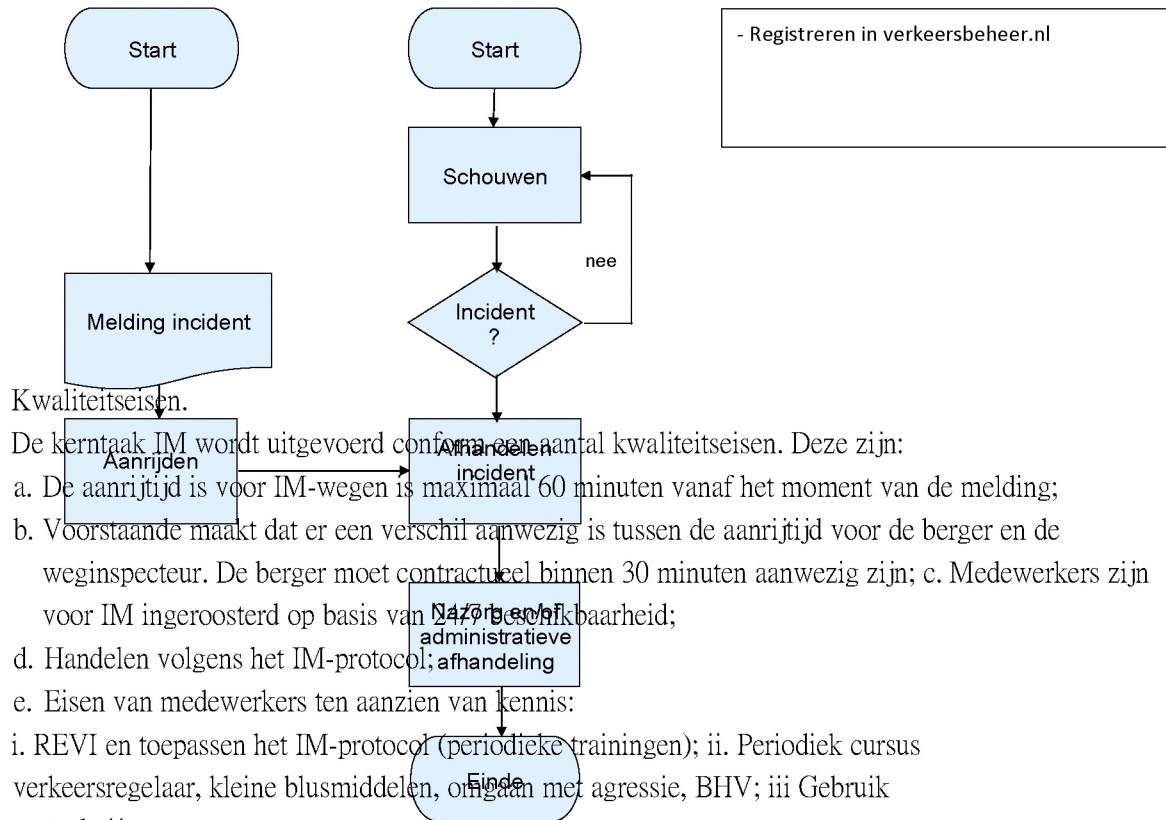 Start
Start
- Registreren in verkeersbeheer.nl
Schouwen
nee
Incident
?
Melding incident
Kwaliteitseisen.
De kerntaak IM wordt uitgevoerd conform een aantal kwaliteitseisen. Deze zijn:
Aanrijden
Afhandelen
incident
a. De aanrijtijd is voor IM-wegen is maximaal 60 minuten vanaf het moment van de melding;
b. Voorstaande maakt dat er een verschil aanwezig is tussen de aanrijtijd voor de berger en de
weginspecteur. De berger moet contractueel binnen 30 minuten aanwezig zijn; c. Medewerkers zijn
voor IM ingeroosterd op basis van 24/7 beschikbaarheid;
Nazorg en/of
administratieve
afhandeling
d. Handelen volgens het IM-protocol;
e. Eisen van medewerkers ten aanzien van kennis:
i. REVI en toepassen het IM-protocol (periodieke trainingen); ii. Periodiek cursus
verkeersregelaar, kleine blusmiddelen, omgaan met agressie, BHV; iii Gebruik
Einde